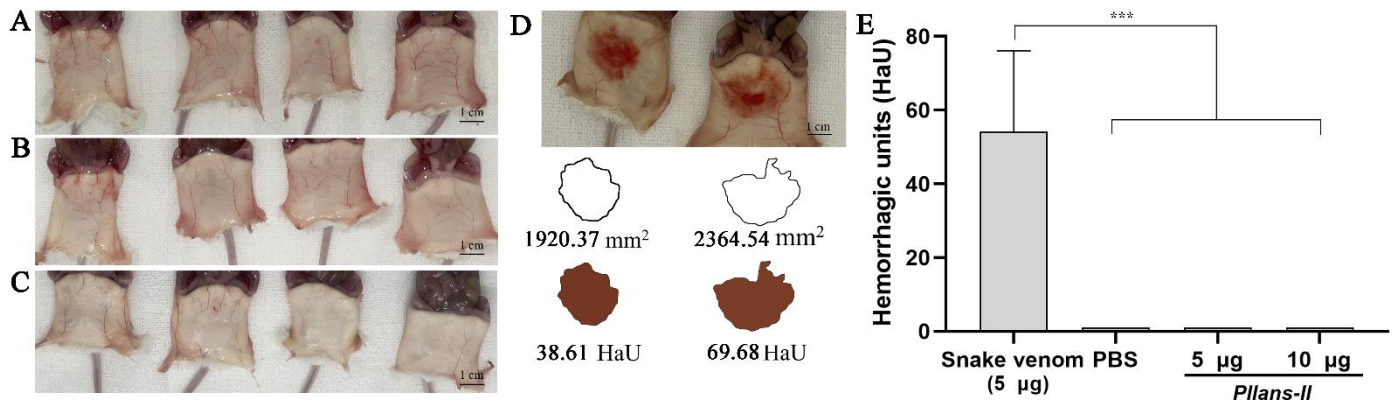 A
1 cm
B
1 cm
C
1 cm
D
1 cm
1920.37 mm²
2364.54 mm²
38.61 HaU
69.68 HaU
E
***
Hemorrhagic units (HaU)
80
60
40
20
0
Snake venom
(5 µg)
PBS
5 µg
10 µg
Pllans-II